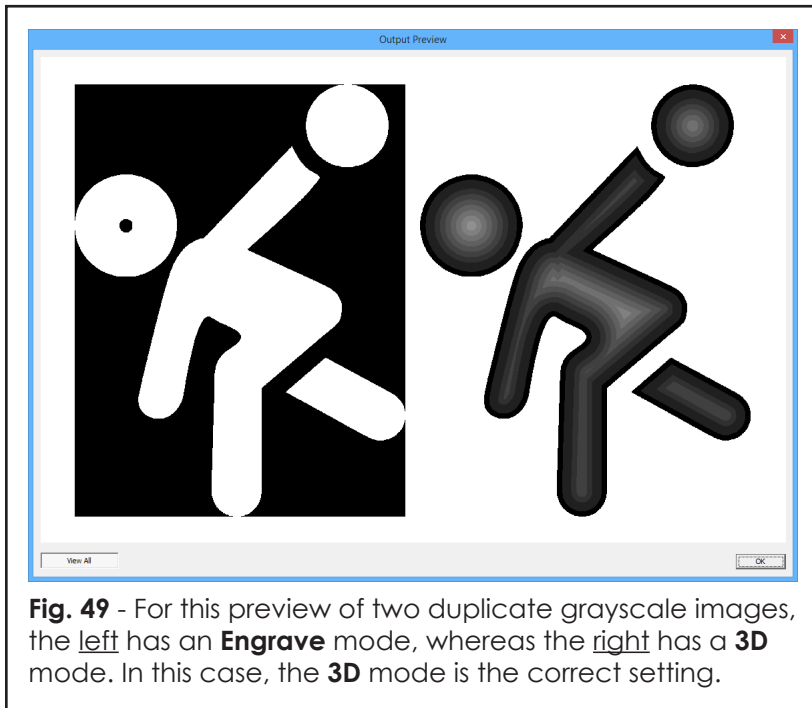 Output Preview
View All
OK
Fig. 49 - For this preview of two duplicate grayscale images,
the left has an Engrave mode, whereas the right has a 3D
mode. In this case, the 3D mode is the correct setting.